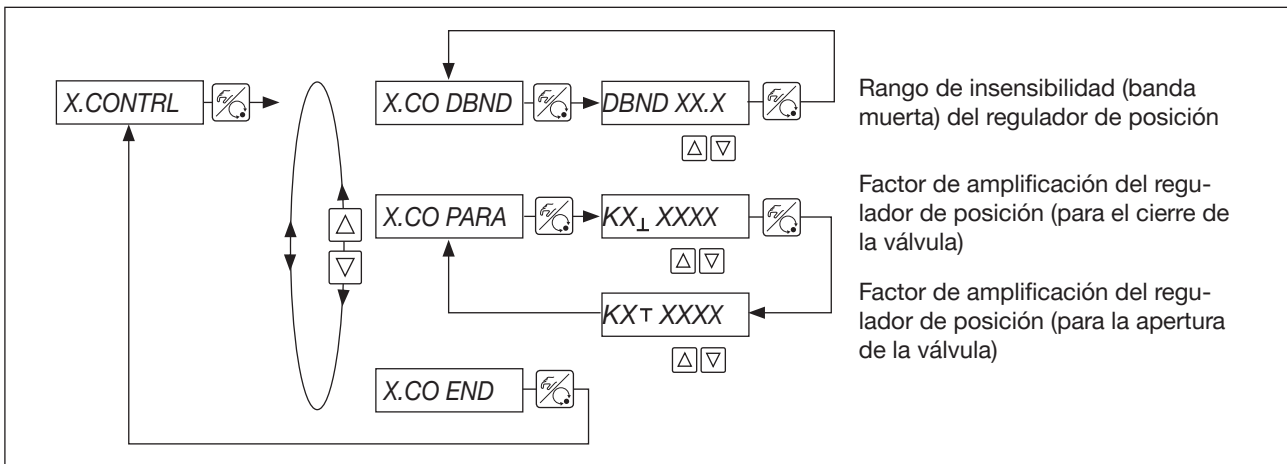 X.CONTRL
X.CO DBND
DBND XX.X
Rango de insensibilidad (banda
muerta) del regulador de posición
X.CO PARA
KX⊥ XXXX
Factor de amplificación del regu-
lador de posición (para el cierre de
la válvula)
KX⊤ XXXX
Factor de amplificación del regu-
lador de posición (para la apertura
de la válvula)
X.CO END